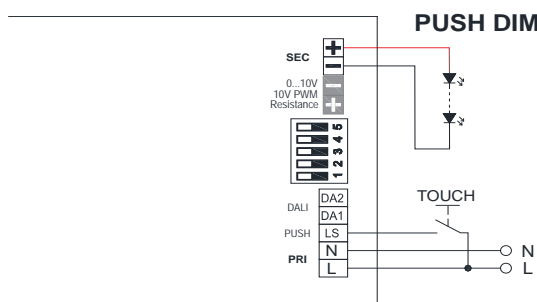 PUSH DIM
SEC
+
−
0...10V
10V PWM
Resistance
−
+
5
4
3
2
1
DALI
DA2
DA1
PUSH
LS
PRI
N
L
TOUCH
N
L